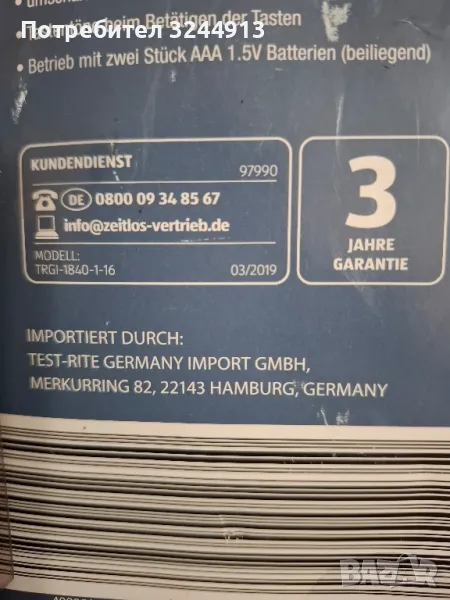 Потребител 3244913
beim Betätigen der Tasten
• Betrieb mit zwei Stück AAA 1.5V Batterien (beiliegend)
KUNDENDIENST
97990
DE 0800 09 34 85 67
info@zeitlos-vertrieb.de
MODELL:
TRGI-1840-1-16
03/2019
3
JAHRE
GARANTIE
IMPORTIERT DURCH:
TEST-RITE GERMANY IMPORT GMBH,
MERKURRING 82, 22143 HAMBURG, GERMANY
BAZAR